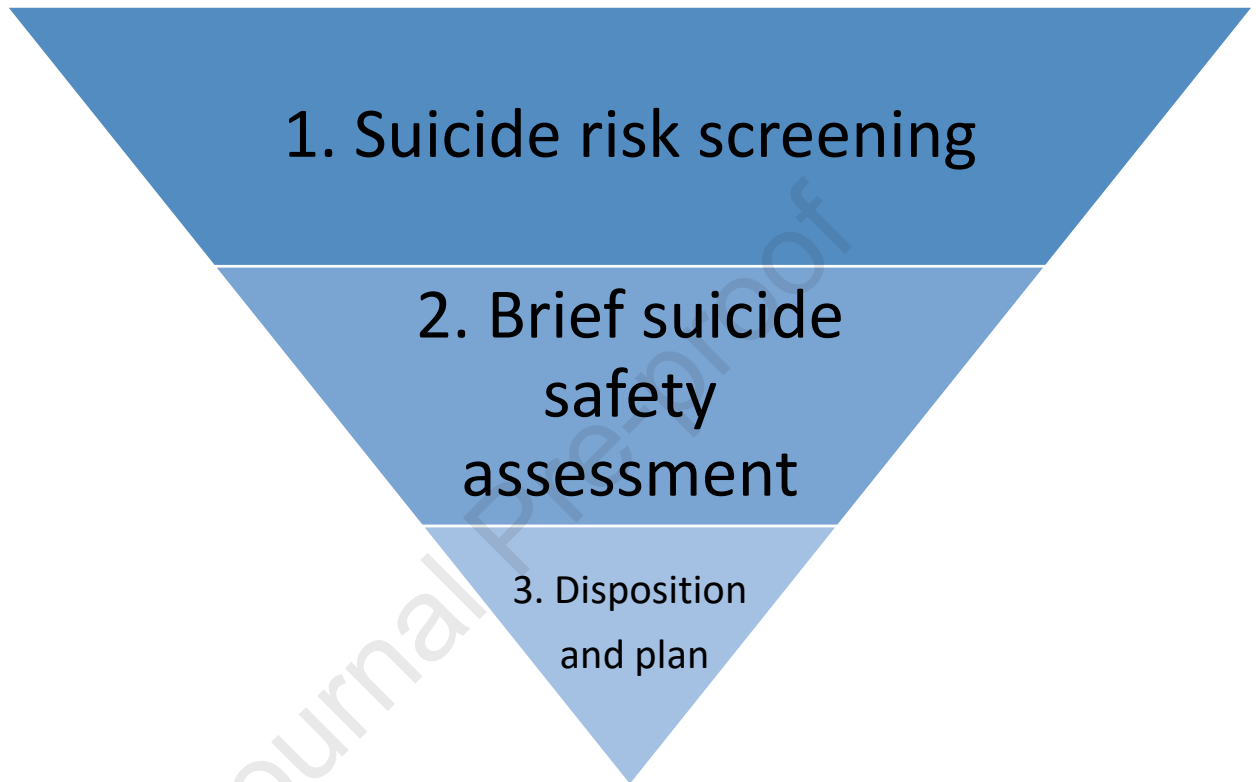 1. Suicide risk screening
2. Brief suicide
safety
assessment
3. Disposition
and plan
Journal Pre-proof